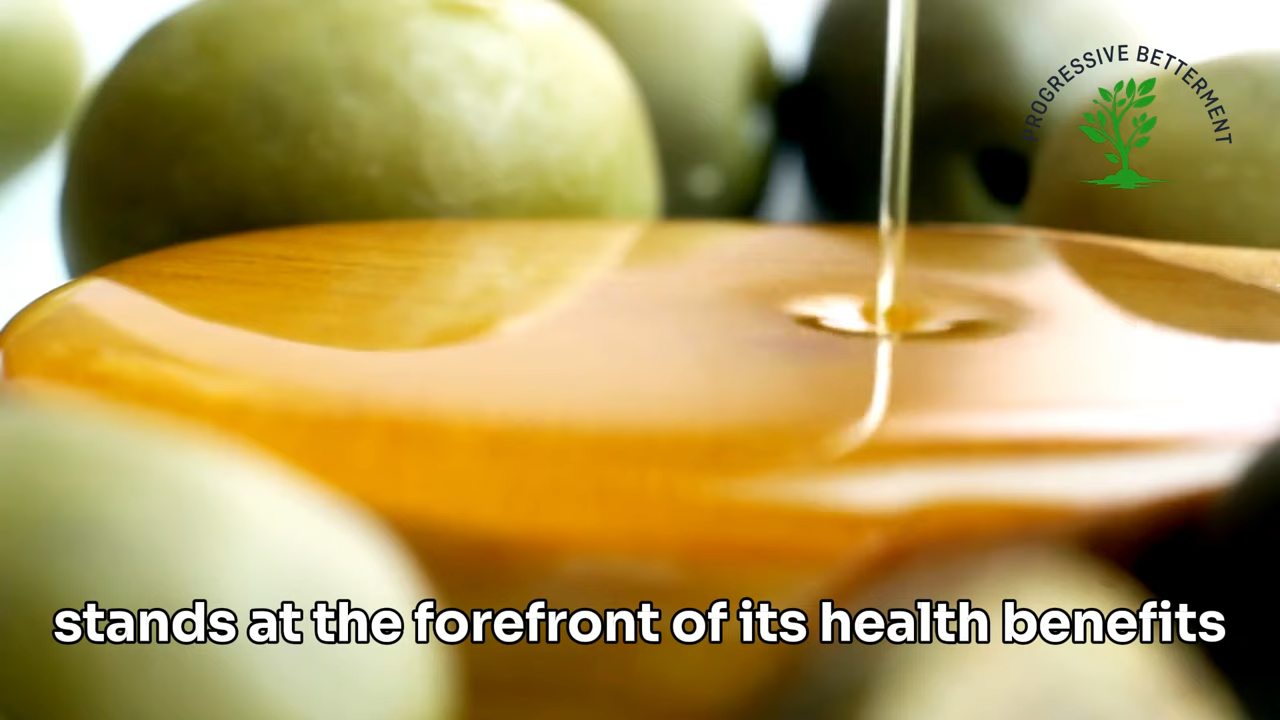 PROGRESSIVE BETTERMENT
stands at the forefront of its health benefits